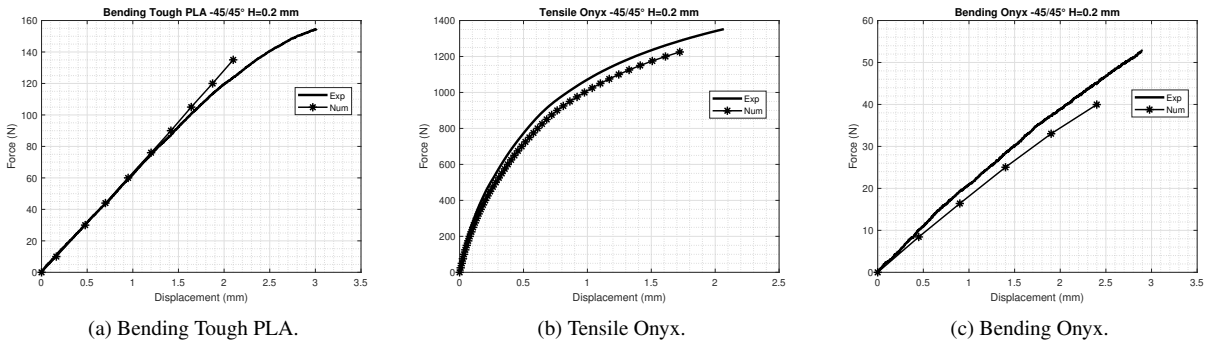 Bending Tough PLA -45/45° H=0.2 mm
160
140
120
100
80
60
40
20
0
Force (N)
Exp
Num
0
0.5
1
1.5
2
2.5
3
3.5
Displacement (mm)
(a) Bending Tough PLA.
Tensile Onyx -45/45° H=0.2 mm
1400
1200
1000
800
600
400
200
0
Force (N)
Exp
Num
0
0.5
1
1.5
2
2.5
Displacement (mm)
(b) Tensile Onyx.
Bending Onyx -45/45° H=0.2 mm
60
50
40
30
20
10
0
Force (N)
Exp
Num
0
0.5
1
1.5
2
2.5
3
3.5
Displacement (mm)
(c) Bending Onyx.